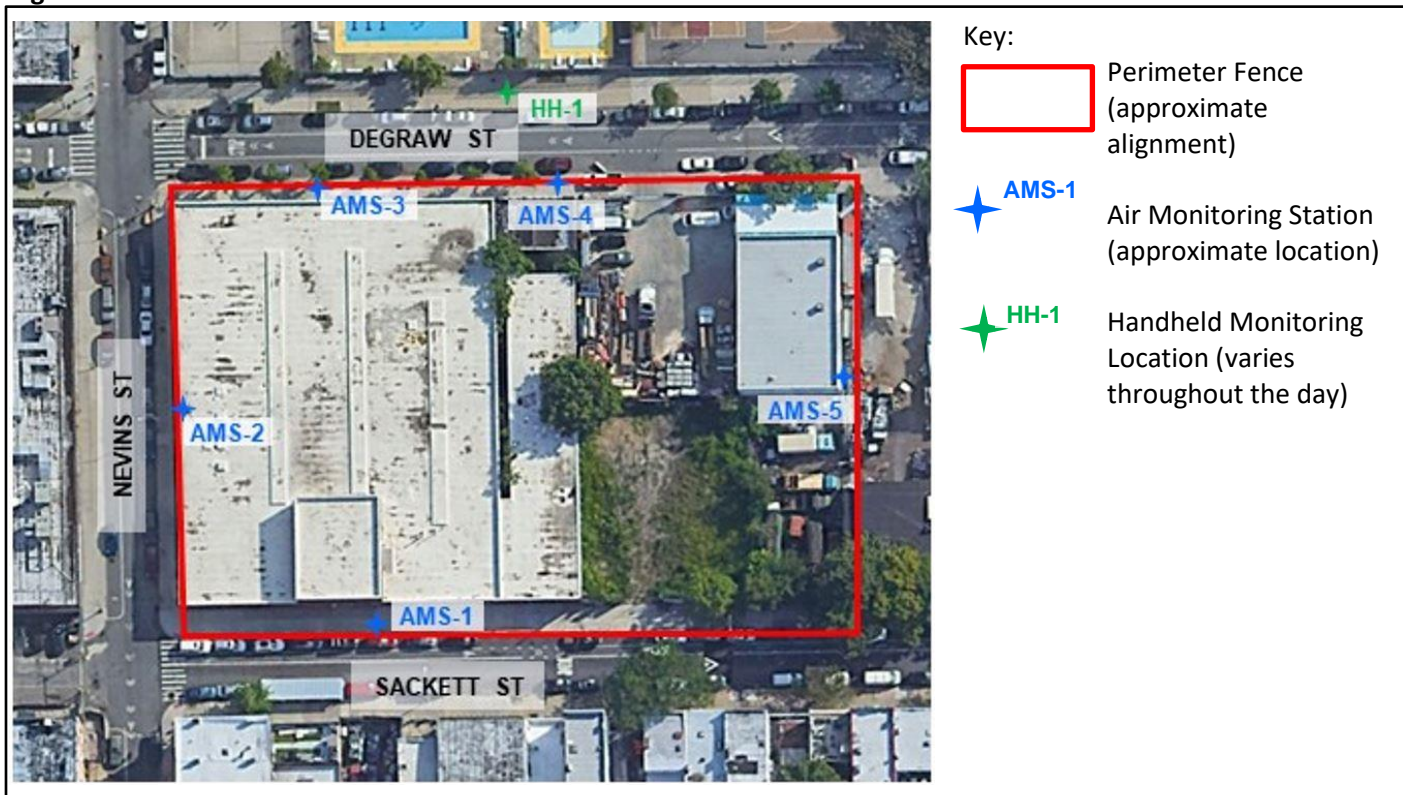 HH-1
DEGRAW ST
AMS-3
AMS-4
AMS-2
AMS-5
NEVINS ST
AMS-1
SACKETT ST
Key:
Perimeter Fence
(approximate
alignment)
AMS-1
Air Monitoring Station
(approximate location)
HH-1
Handheld Monitoring
Location (varies
throughout the day)